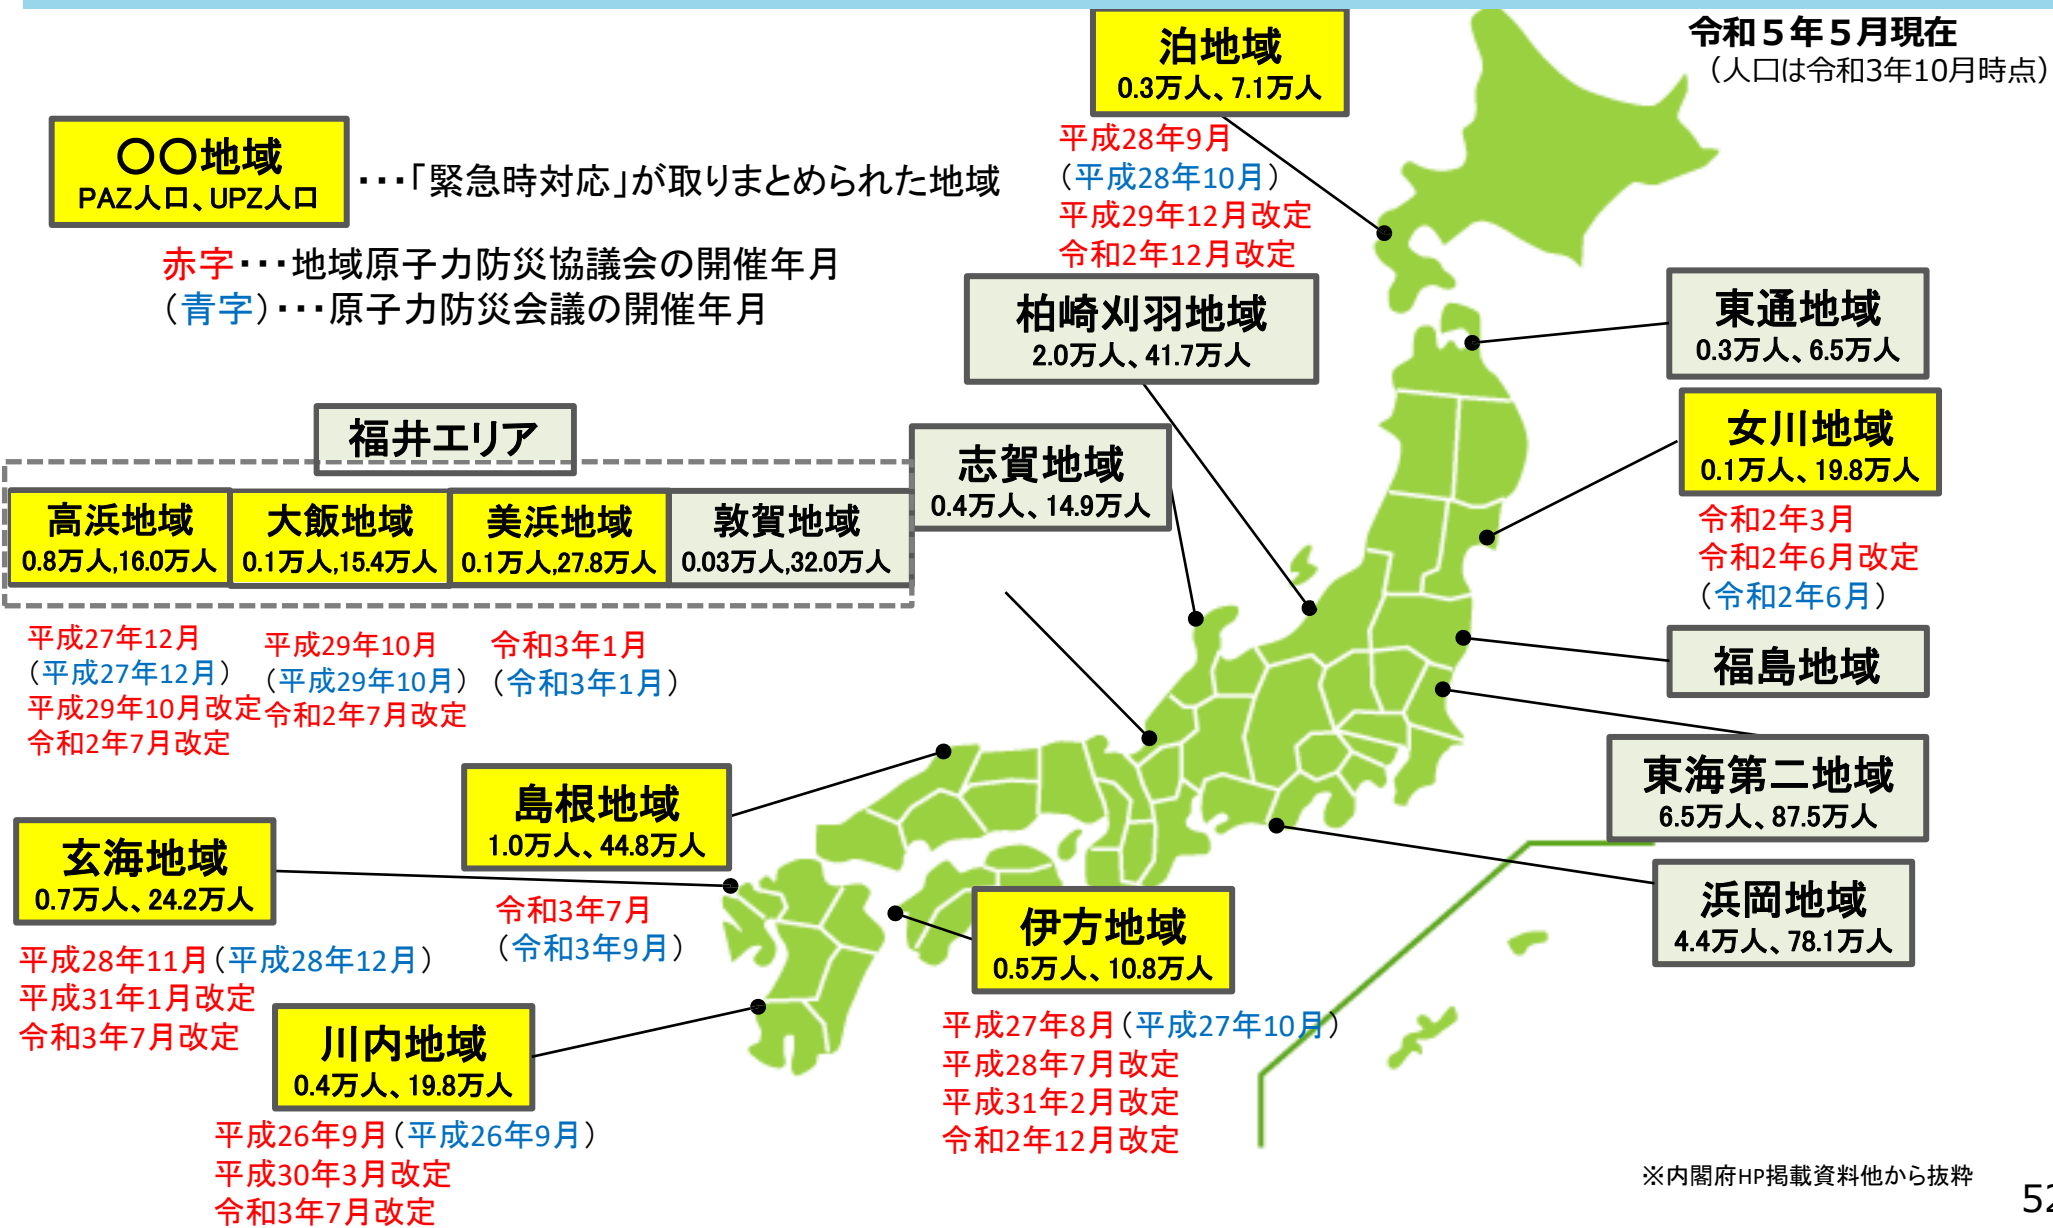 令和５年５月現在
（人口は令和3年10月時点）
泊地域
0.3万人、7.1万人
平成28年9月
（平成28年10月）
平成29年12月改定
令和2年12月改定
〇〇地域
PAZ人口、UPZ人口
・・・「緊急時対応」が取りまとめられた地域
赤字・・・地域原子力防災協議会の開催年月
（青字）・・・原子力防災会議の開催年月
柏崎刈羽地域
2.0万人、41.7万人
東通地域
0.3万人、6.5万人
女川地域
0.1万人、19.8万人
令和2年3月
令和2年6月改定
（令和2年6月）
福井エリア
志賀地域
0.4万人、14.9万人
高浜地域
0.8万人,16.0万人
大飯地域
0.1万人,15.4万人
美浜地域
0.1万人,27.8万人
敦賀地域
0.03万人,32.0万人
平成27年12月
（平成27年12月）
平成29年10月改定
令和2年7月改定
平成29年10月
（平成29年10月）
令和2年7月改定
令和3年1月
（令和3年1月）
福島地域
東海第二地域
6.5万人、87.5万人
島根地域
1.0万人、44.8万人
令和3年7月
（令和3年9月）
玄海地域
0.7万人、24.2万人
平成28年11月（平成28年12月）
平成31年1月改定
令和3年7月改定
浜岡地域
4.4万人、78.1万人
伊方地域
0.5万人、10.8万人
平成27年8月（平成27年10月）
平成28年7月改定
平成31年2月改定
令和2年12月改定
川内地域
0.4万人、19.8万人
平成26年9月（平成26年9月）
平成30年3月改定
令和3年7月改定
※内閣府HP掲載資料他から抜粋
52